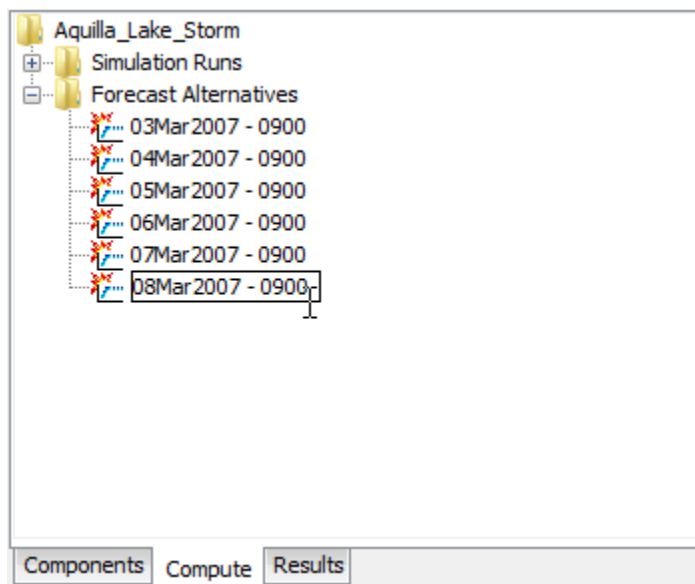 Aquilla_Lake_Storm
Simulation Runs
Forecast Alternatives
03Mar2007 - 0900
04Mar2007 - 0900
05Mar2007 - 0900
06Mar2007 - 0900
07Mar2007 - 0900
08Mar2007 - 0900
Components Compute Results